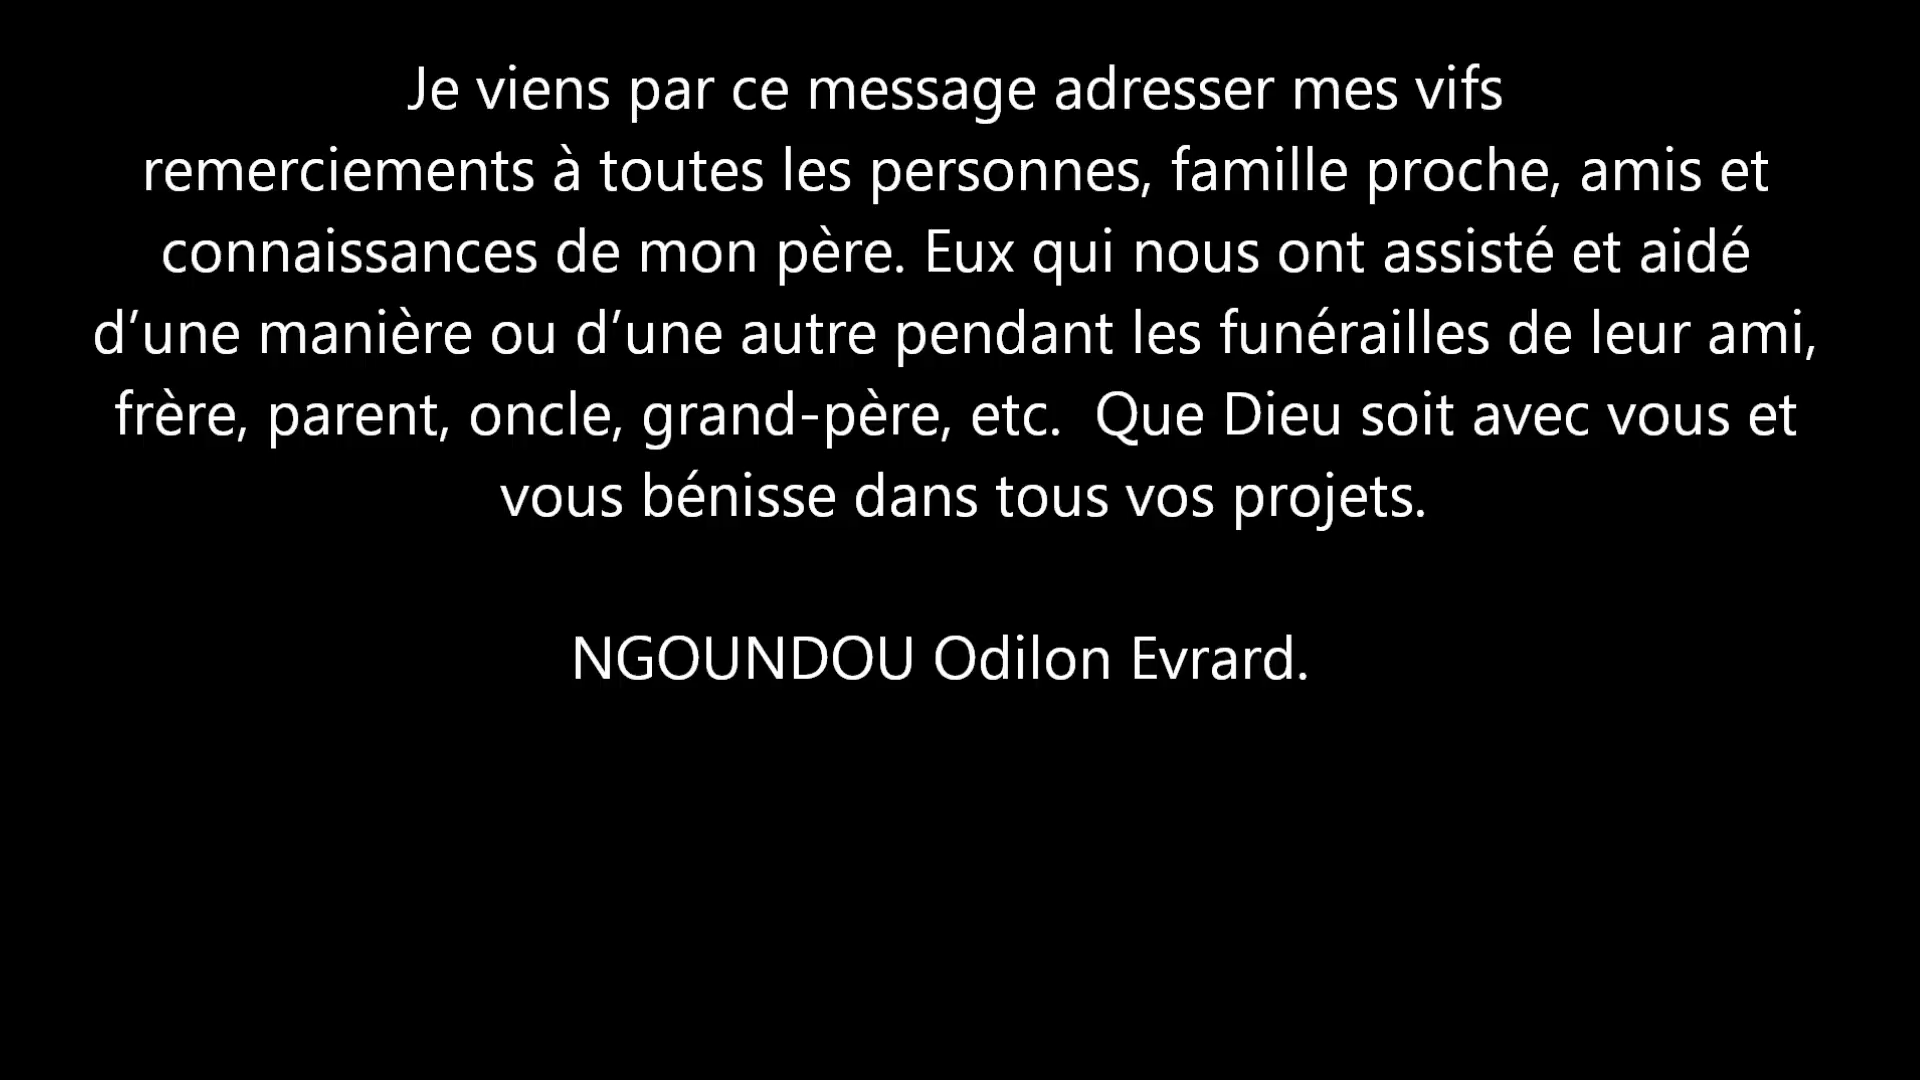 Je viens par ce message adresser mes vifs
remerciements à toutes les personnes, famille proche, amis et
connaissances de mon père. Eux qui nous ont assisté et aidé
d’une manière ou d’une autre pendant les funérailles de leur ami,
frère, parent, oncle, grand-père, etc.  Que Dieu soit avec vous et
vous bénisse dans tous vos projets.
NGOUNDOU Odilon Evrard.